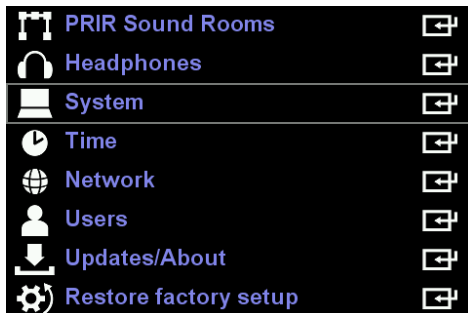 PRIR Sound Rooms
Headphones
System
Time
Network
Users
Updates/About
Restore factory setup